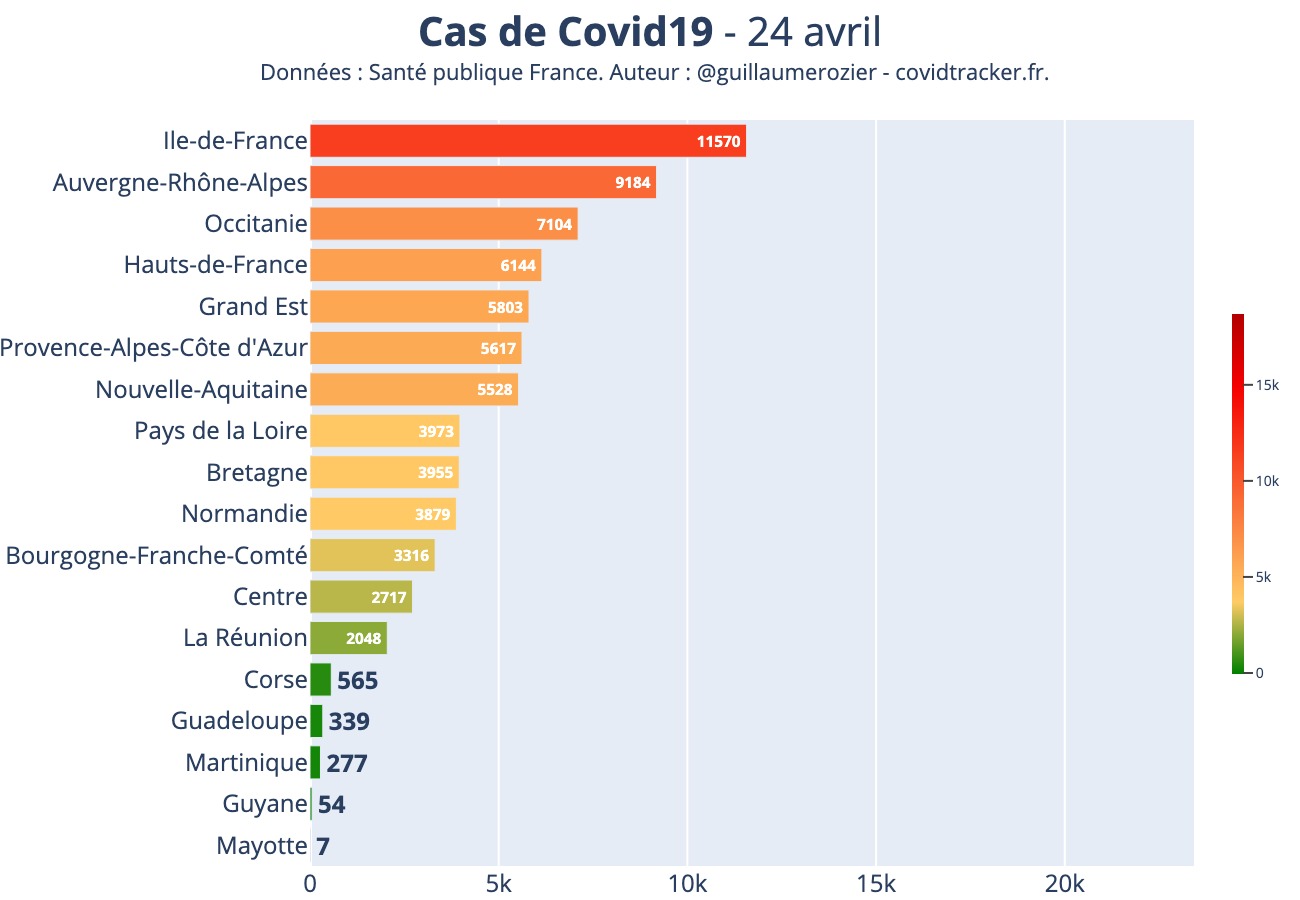 Cas de Covid19 - 24 avril
Données : Santé publique France. Auteur : @guillaumerozier - covidtracker.fr.
Ile-de-France 11570
Auvergne-Rhône-Alpes 9184
Occitanie 7104
Hauts-de-France 6144
Grand Est 5803
Provence-Alpes-Côte d'Azur 5617
Nouvelle-Aquitaine 5528
Pays de la Loire 3973
Bretagne 3955
Normandie 3879
Bourgogne-Franche-Comté 3316
Centre 2717
La Réunion 2048
Corse 565
Guadeloupe 339
Martinique 277
Guyane 54
Mayotte 7
0 5k 10k 15k 20k
15k
10k
5k
0